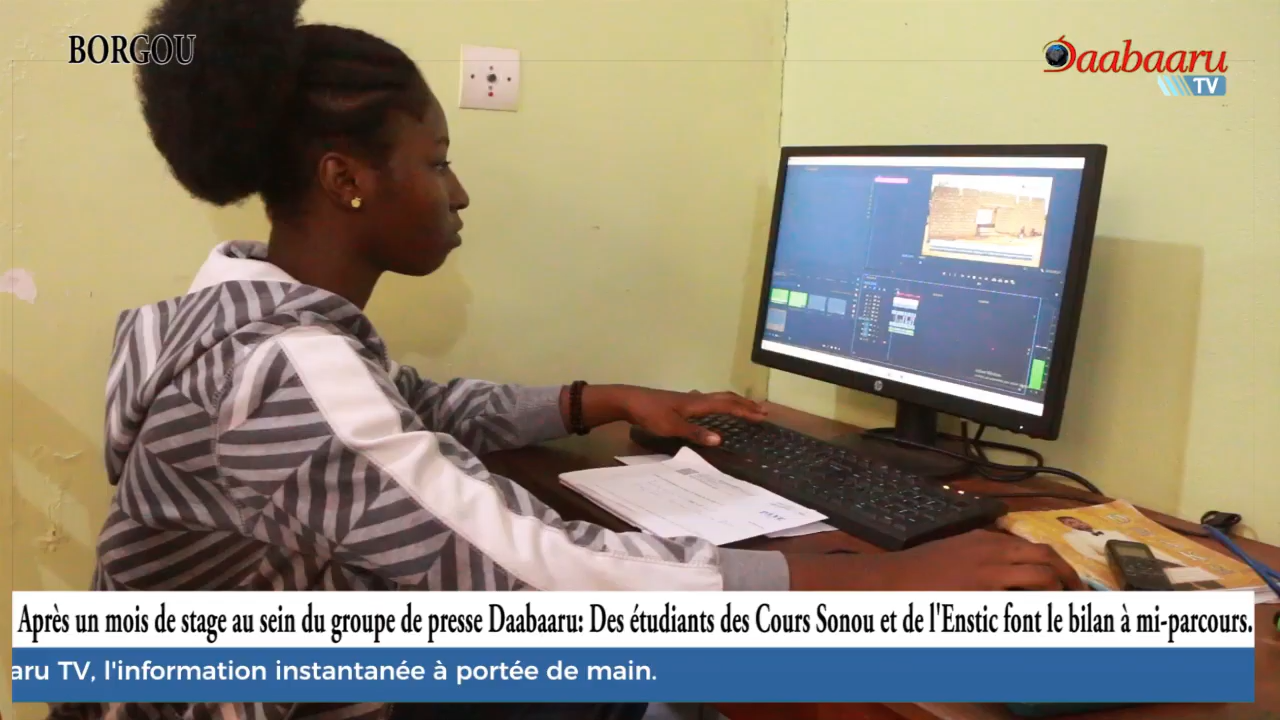 BORGOU
Daabaaru
TV
Après un mois de stage au sein du groupe de presse Daabaaru: Des étudiants des Cours Sonou et de l'Enstic font le bilan à mi-parcours.
aru TV, l'information instantanée à portée de main.